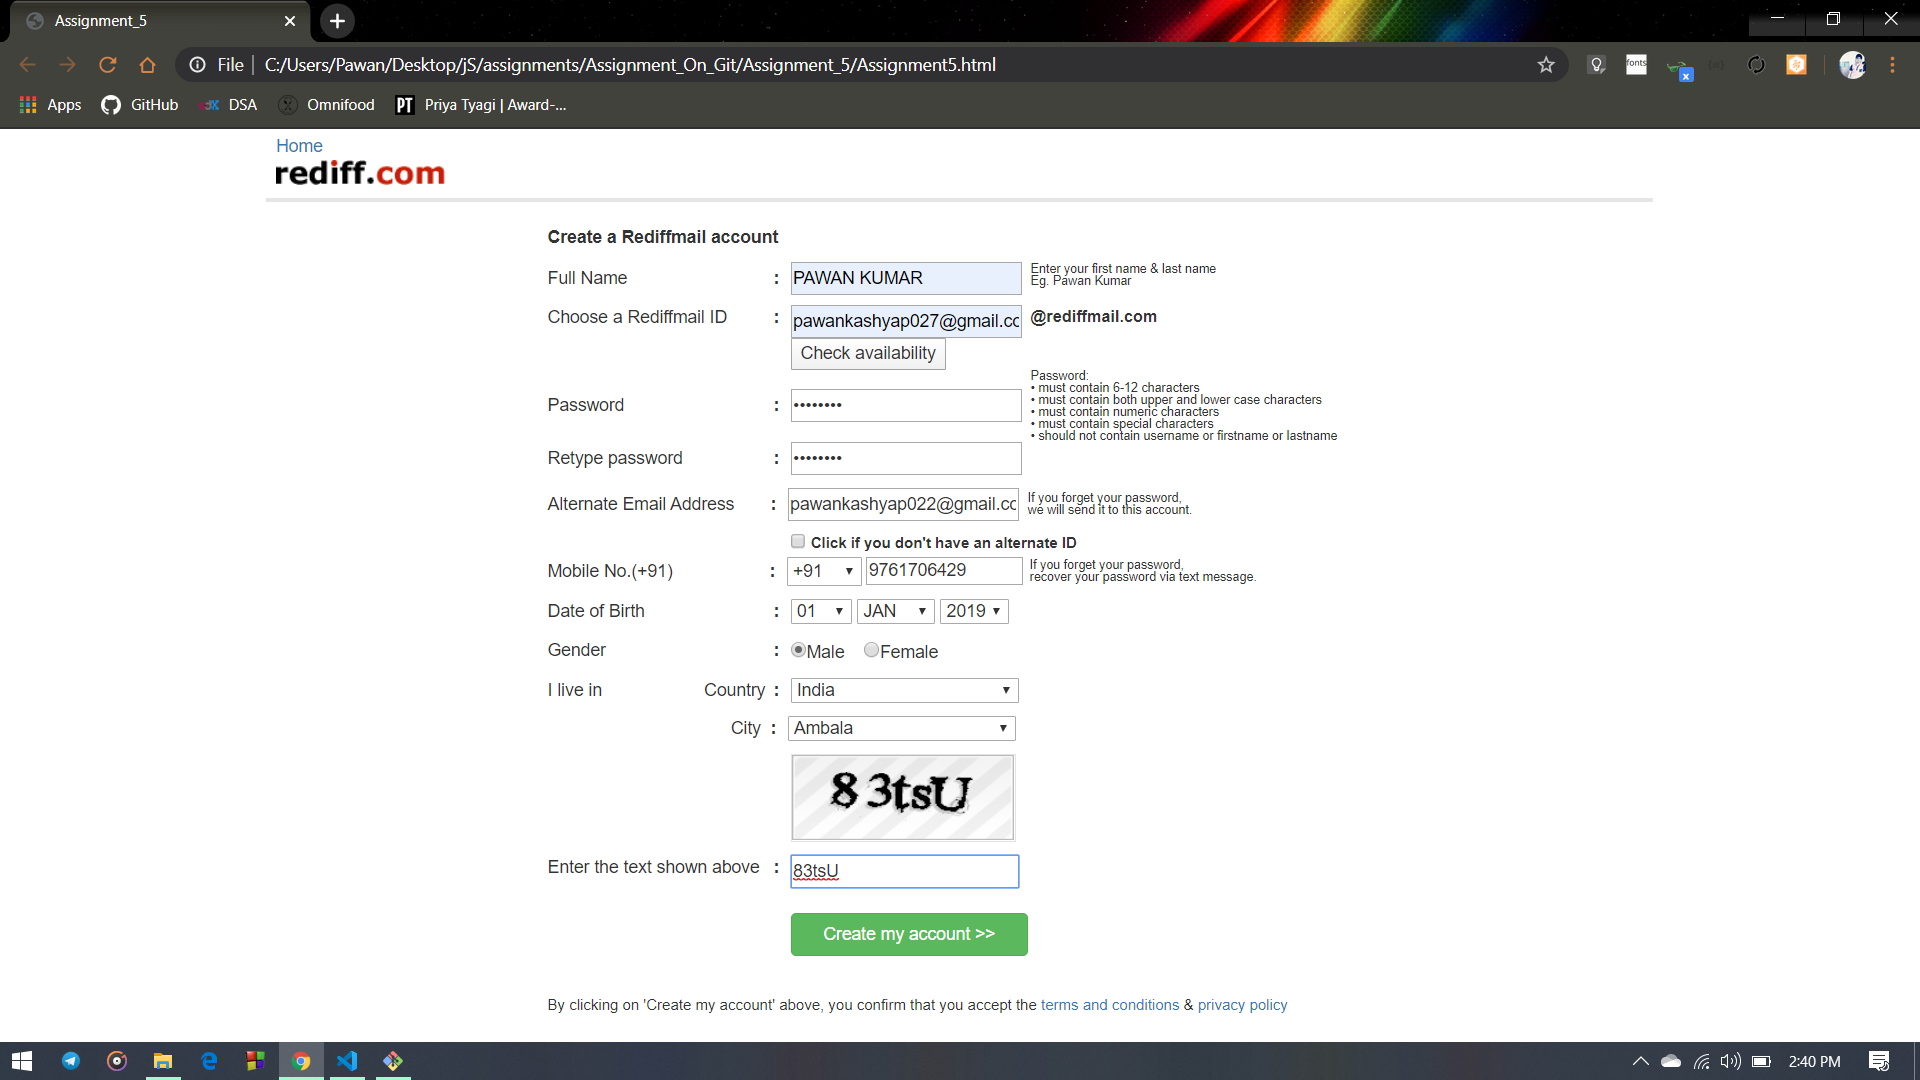 Assignment_5
File
C:/Users/Pawan/Desktop/jS/assignments/Assignment_On_Git/Assignment_5/Assignment5.html
fonts
x
Apps
GitHub
DSA
Omnifood
PT
Priya Tyagi | Award-...
Home
rediff.com
Create a Rediffmail account
Full Name : PAWAN KUMAR
Enter your first name & last name
Eg. Pawan Kumar
Choose a Rediffmail ID : pawankashyap027@gmail.cc @rediffmail.com
Check availability
Password:
• must contain 6-12 characters
• must contain both upper and lower case characters
• must contain numeric characters
• must contain special characters
• should not contain username or firstname or lastname
Password : ••••••••
Retype password : ••••••••
Alternate Email Address : pawankashyap022@gmail.cc
If you forget your password,
we will send it to this account.
Click if you don't have an alternate ID
Mobile No.(+91) : +91 9761706429
If you forget your password,
recover your password via text message.
Date of Birth : 01 JAN 2019
Gender : Male Female
I live in Country : India
City : Ambala
83tsU
Enter the text shown above : 83tsU
Create my account >>
By clicking on 'Create my account' above, you confirm that you accept the terms and conditions & privacy policy
2:40 PM